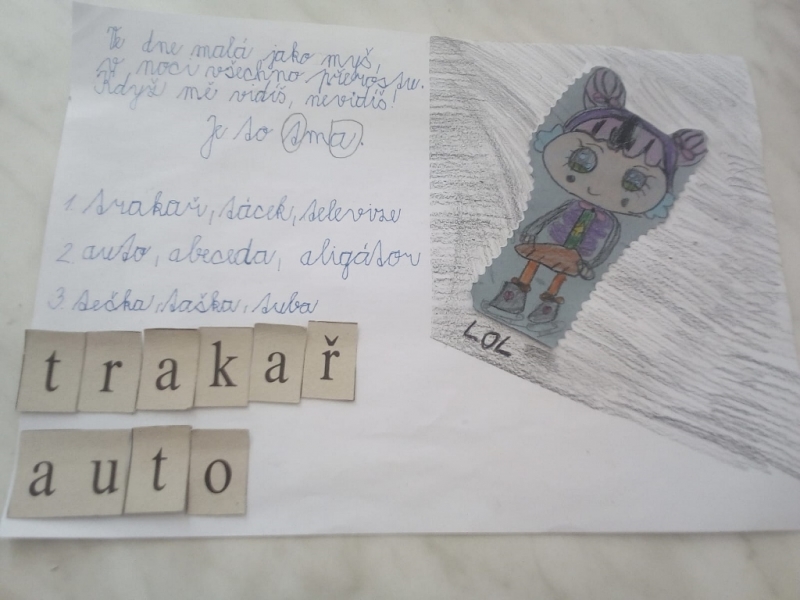 Ve dne malá jako myš,
v noci všechno přerostu.
Když mě vidíš, nevidíš!
Je to tma.
1. trakař, tácek, televize
2. auto, abeceda, aligátor
3. tečka, taška, tuba
trakař
auto
LOL